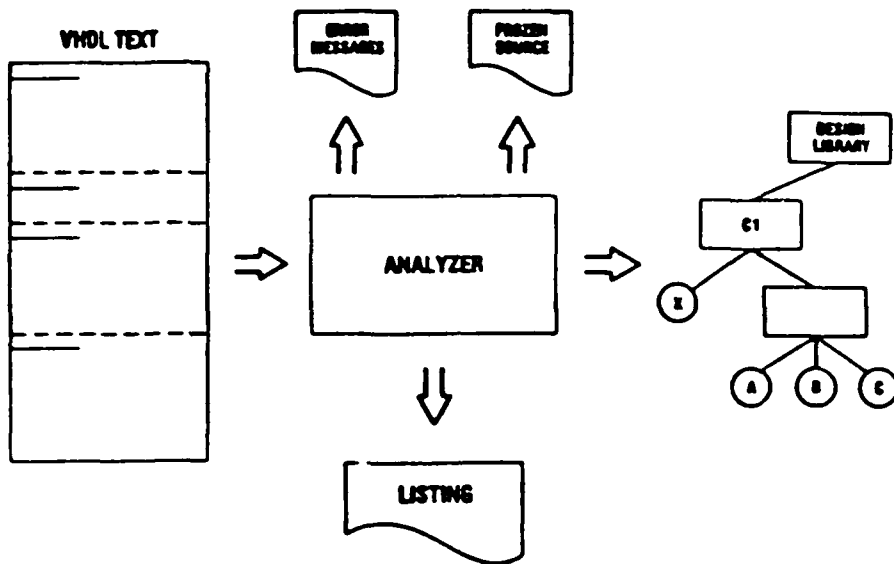 VHDL TEXT
ERROR
MESSAGES
FROZEN
SOURCE
DESIGN
LIBRARY
C1
ANALYZER
X
A
B
C
LISTING